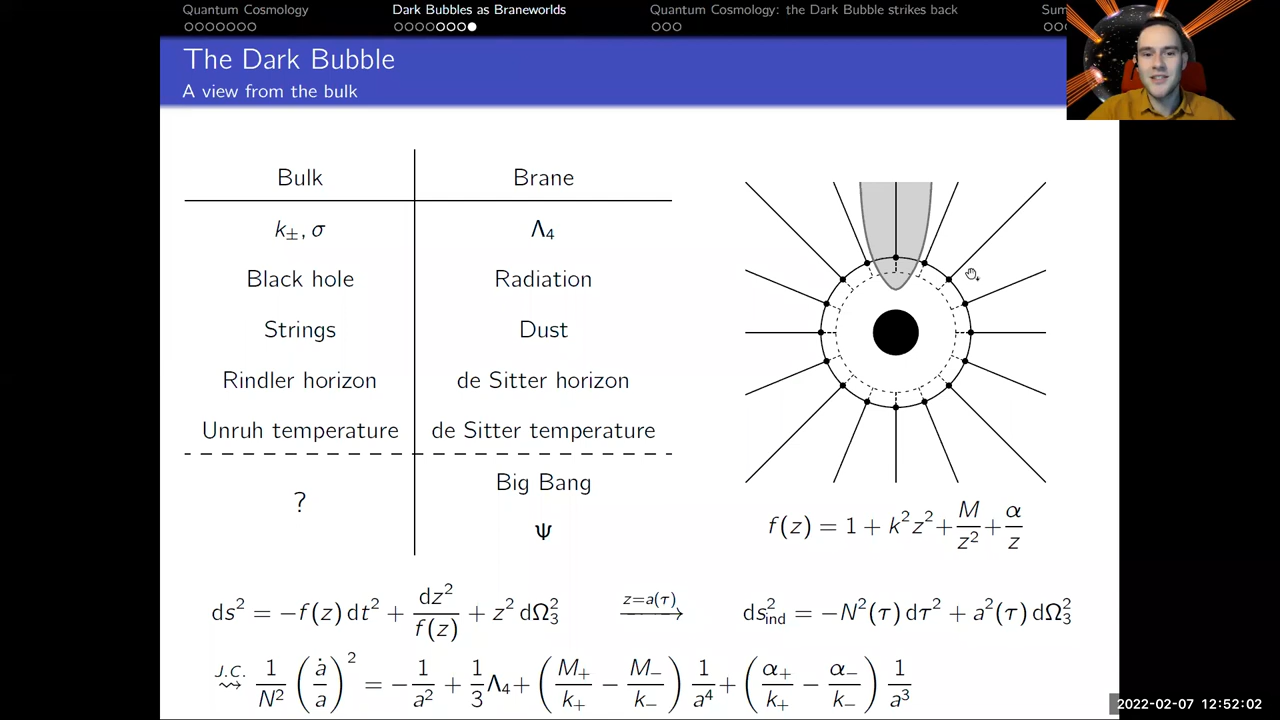 Quantum Cosmology
Dark Bubbles as Braneworlds
Quantum Cosmology: the Dark Bubble strikes back
Sum
The Dark Bubble
A view from the bulk
Bulk Brane
k±, σ Λ₄
Black hole Radiation
Strings Dust
Rindler horizon de Sitter horizon
Unruh temperature de Sitter temperature
? Big Bang
Ψ
f(z) = 1 + k²z² + M/z² + α/z
ds² = −f(z) dt² + dz²/f(z) + z² dΩ₃² z=a(τ) → ds²ind = −N²(τ) dτ² + a²(τ) dΩ₃²
J.C. ⇝ 1/N² (ȧ/a)² = −1/a² + 1/3 Λ₄ + (M₊/k₊ − M₋/k₋) 1/a⁴ + (α₊/k₊ − α₋/k₋) 1/a³
2022-02-07 12:52:02